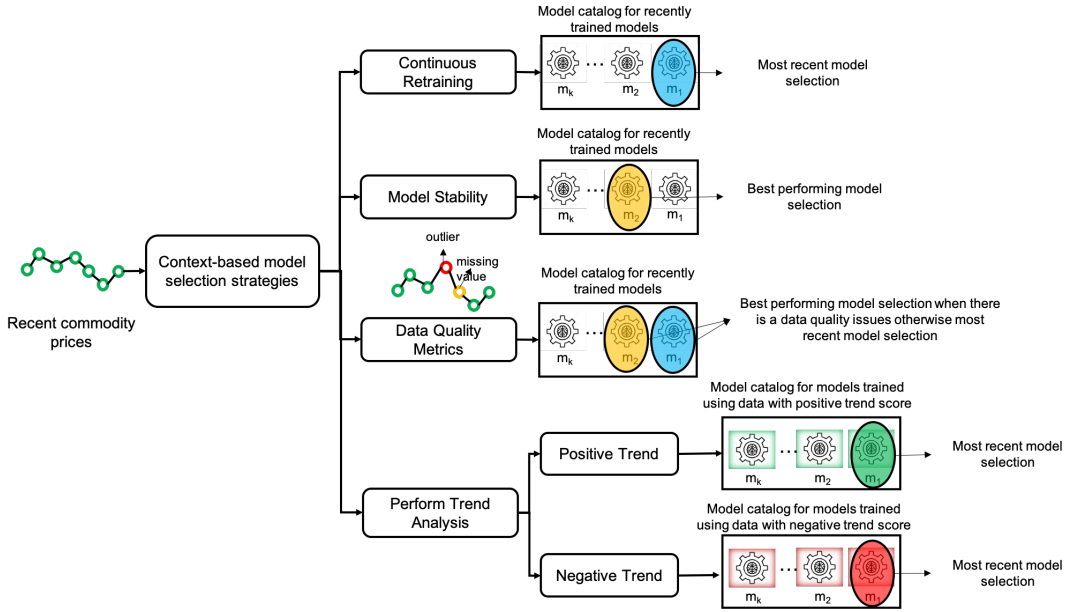 Model catalog for recently
trained models
Continuous
Retraining
mk
...
m2
m1
Most recent model
selection
Model catalog for recently
trained models
Model Stability
mk
...
m2
m1
Best performing model
selection
outlier
missing
value
Context-based model
selection strategies
Recent commodity
prices
Model catalog for recently
trained models
Data Quality
Metrics
mk
...
m2
m1
Best performing model selection when there
is a data quality issues otherwise most
recent model selection
Model catalog for models trained
using data with positive trend score
Positive Trend
mk
...
m2
m1
Most recent model
selection
Perform Trend
Analysis
Model catalog for models trained
using data with negative trend score
Negative Trend
mk
...
m2
m1
Most recent model
selection